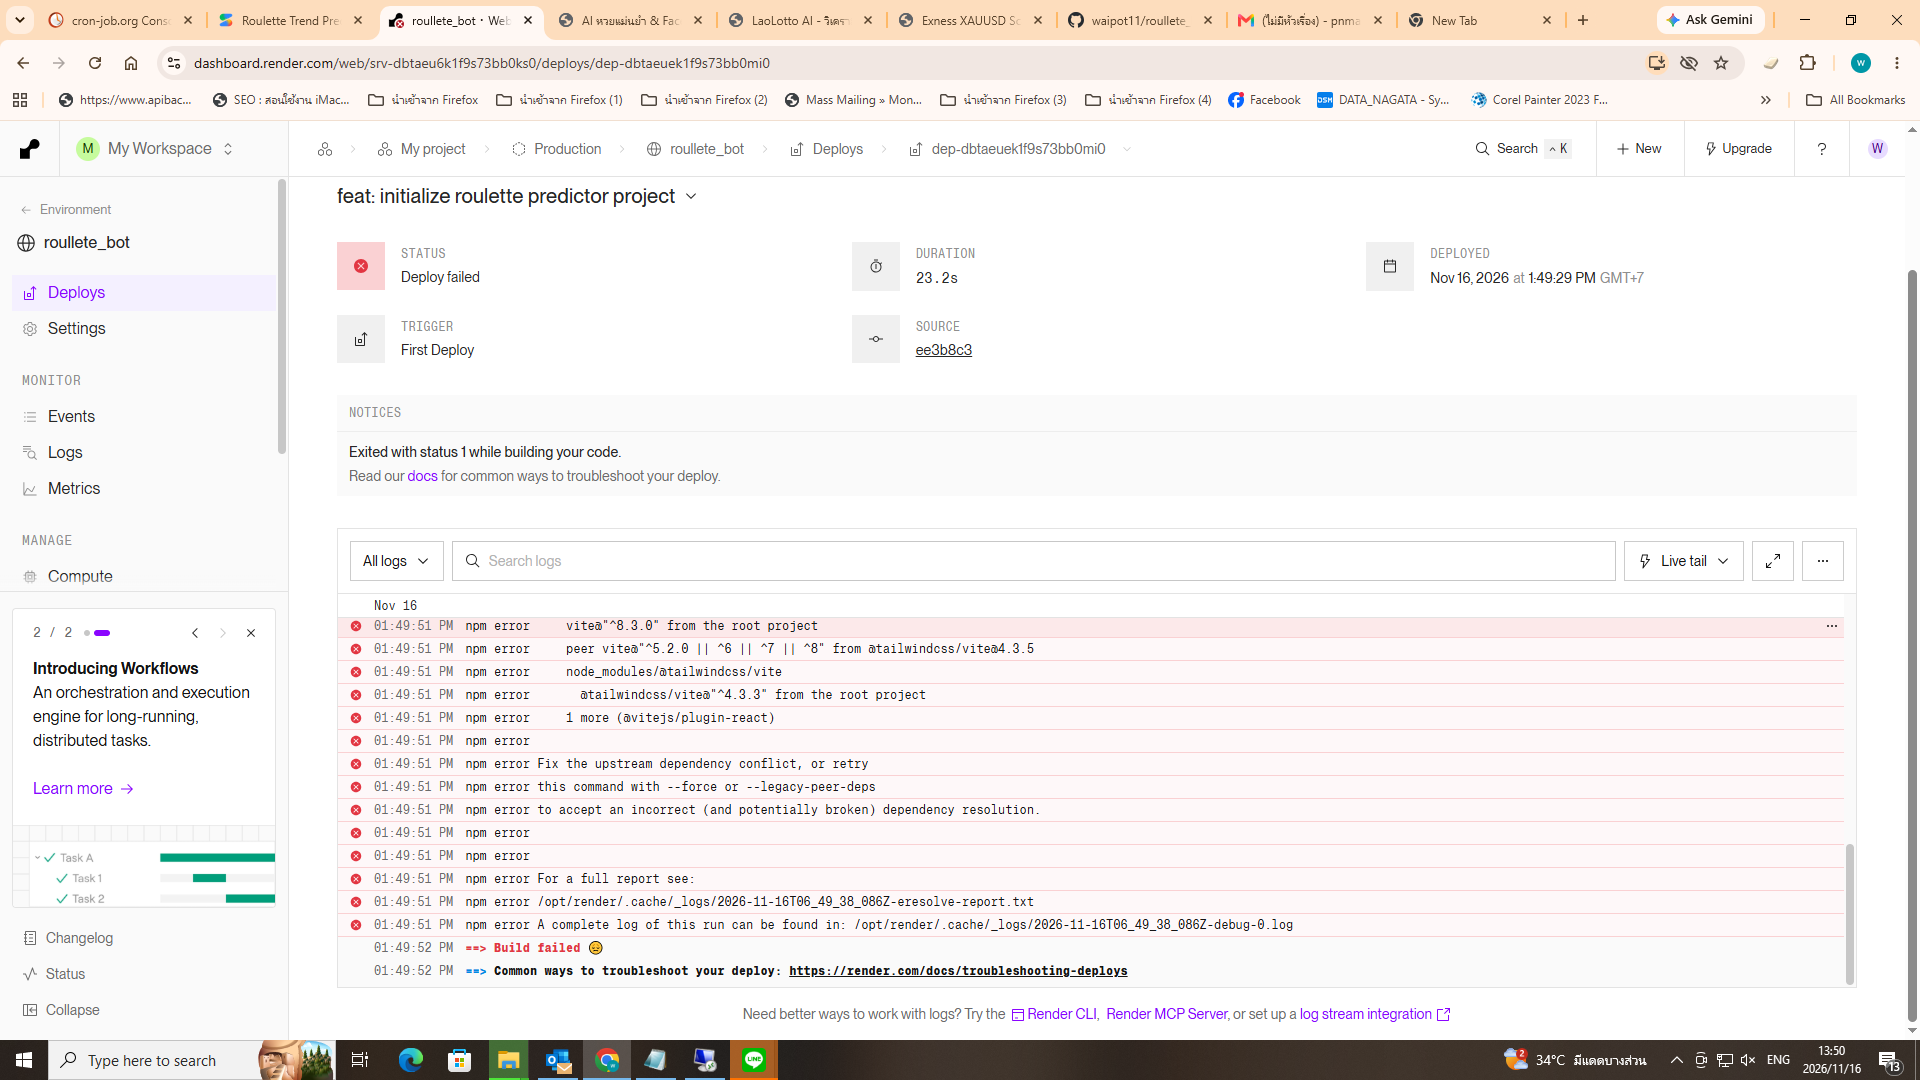 cron-job.org Cons
Roulette Trend Pre
roullete_bot · Web
AI หวยแม่นยำ & Fac
LaoLotto AI - วิเครา
Exness XAUUSD Sc
waipot11/roullete_
(ไม่มีหัวเรื่อง) - pnma
New Tab
Ask Gemini
dashboard.render.com/web/srv-dbtaeu6k1f9s73bb0ks0/deploys/dep-dbtaeuek1f9s73bb0mi0
w
https://www.apibac...
SEO : สอนใช้งาน iMac...
นำเข้าจาก Firefox
นำเข้าจาก Firefox (1)
นำเข้าจาก Firefox (2)
Mass Mailing » Mon...
นำเข้าจาก Firefox (3)
นำเข้าจาก Firefox (4)
Facebook
DSM DATA_NAGATA - Sy...
Corel Painter 2023 F...
All Bookmarks
M My Workspace
My project
Production
roullete_bot
Deploys
dep-dbtaeuek1f9s73bb0mi0
Search ^ K
+ New
Upgrade
?
W
Environment
roullete_bot
Deploys
Settings
MONITOR
Events
Logs
Metrics
MANAGE
Compute
2 / 2
Introducing Workflows
An orchestration and execution
engine for long-running,
distributed tasks.
Learn more →
Task A
Task 1
Task 2
Changelog
Status
Collapse
feat: initialize roulette predictor project
STATUS
Deploy failed
DURATION
23.2s
DEPLOYED
Nov 16, 2026 at 1:49:29 PM GMT+7
TRIGGER
First Deploy
SOURCE
ee3b8c3
NOTICES
Exited with status 1 while building your code.
Read our docs for common ways to troubleshoot your deploy.
All logs
Search logs
Live tail
...
Nov 16
01:49:51 PM npm error vite@"^8.3.0" from the root project
...
01:49:51 PM npm error peer vite@"^5.2.0 || ^6 || ^7 || ^8" from @tailwindcss/vite@4.3.5
01:49:51 PM npm error node_modules/@tailwindcss/vite
01:49:51 PM npm error @tailwindcss/vite@"^4.3.3" from the root project
01:49:51 PM npm error 1 more (@vitejs/plugin-react)
01:49:51 PM npm error
01:49:51 PM npm error Fix the upstream dependency conflict, or retry
01:49:51 PM npm error this command with --force or --legacy-peer-deps
01:49:51 PM npm error to accept an incorrect (and potentially broken) dependency resolution.
01:49:51 PM npm error
01:49:51 PM npm error
01:49:51 PM npm error For a full report see:
01:49:51 PM npm error /opt/render/.cache/_logs/2026-11-16T06_49_38_086Z-eresolve-report.txt
01:49:51 PM npm error A complete log of this run can be found in: /opt/render/.cache/_logs/2026-11-16T06_49_38_086Z-debug-0.log
01:49:52 PM ==> Build failed 😑
01:49:52 PM ==> Common ways to troubleshoot your deploy: https://render.com/docs/troubleshooting-deploys
Need better ways to work with logs? Try the Render CLI, Render MCP Server, or set up a log stream integration
Type here to search
LINE
2
34°C มีแดดบางส่วน
ENG
13:50
2026/11/16
13